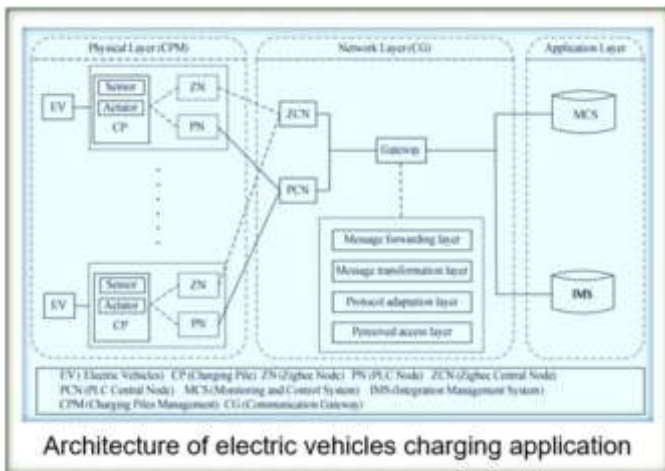 Physical Layer (CPM)
Network Layer (CG)
Application Layer
EV
Sensor
Actuator
CP
ZN
PN
ZCN
PCN
Gateway
MCS
Message forwarding layer
Message transformation layer
Protocol adaptation layer
Perceived access layer
EV
Sensor
Actuator
CP
ZN
PN
IMS
EV) Electric Vehicles) CP (Charging Pile) ZN (Zigbee Node) PN (PLC Node) ZCN (Zigbee Central Node)
PCN (PLC Central Node) MCS (Monitoring and Control System) IMS (Integration Management System)
CPM (Charging Piles Management) CG (Communication Gateway)
Architecture of electric vehicles charging application